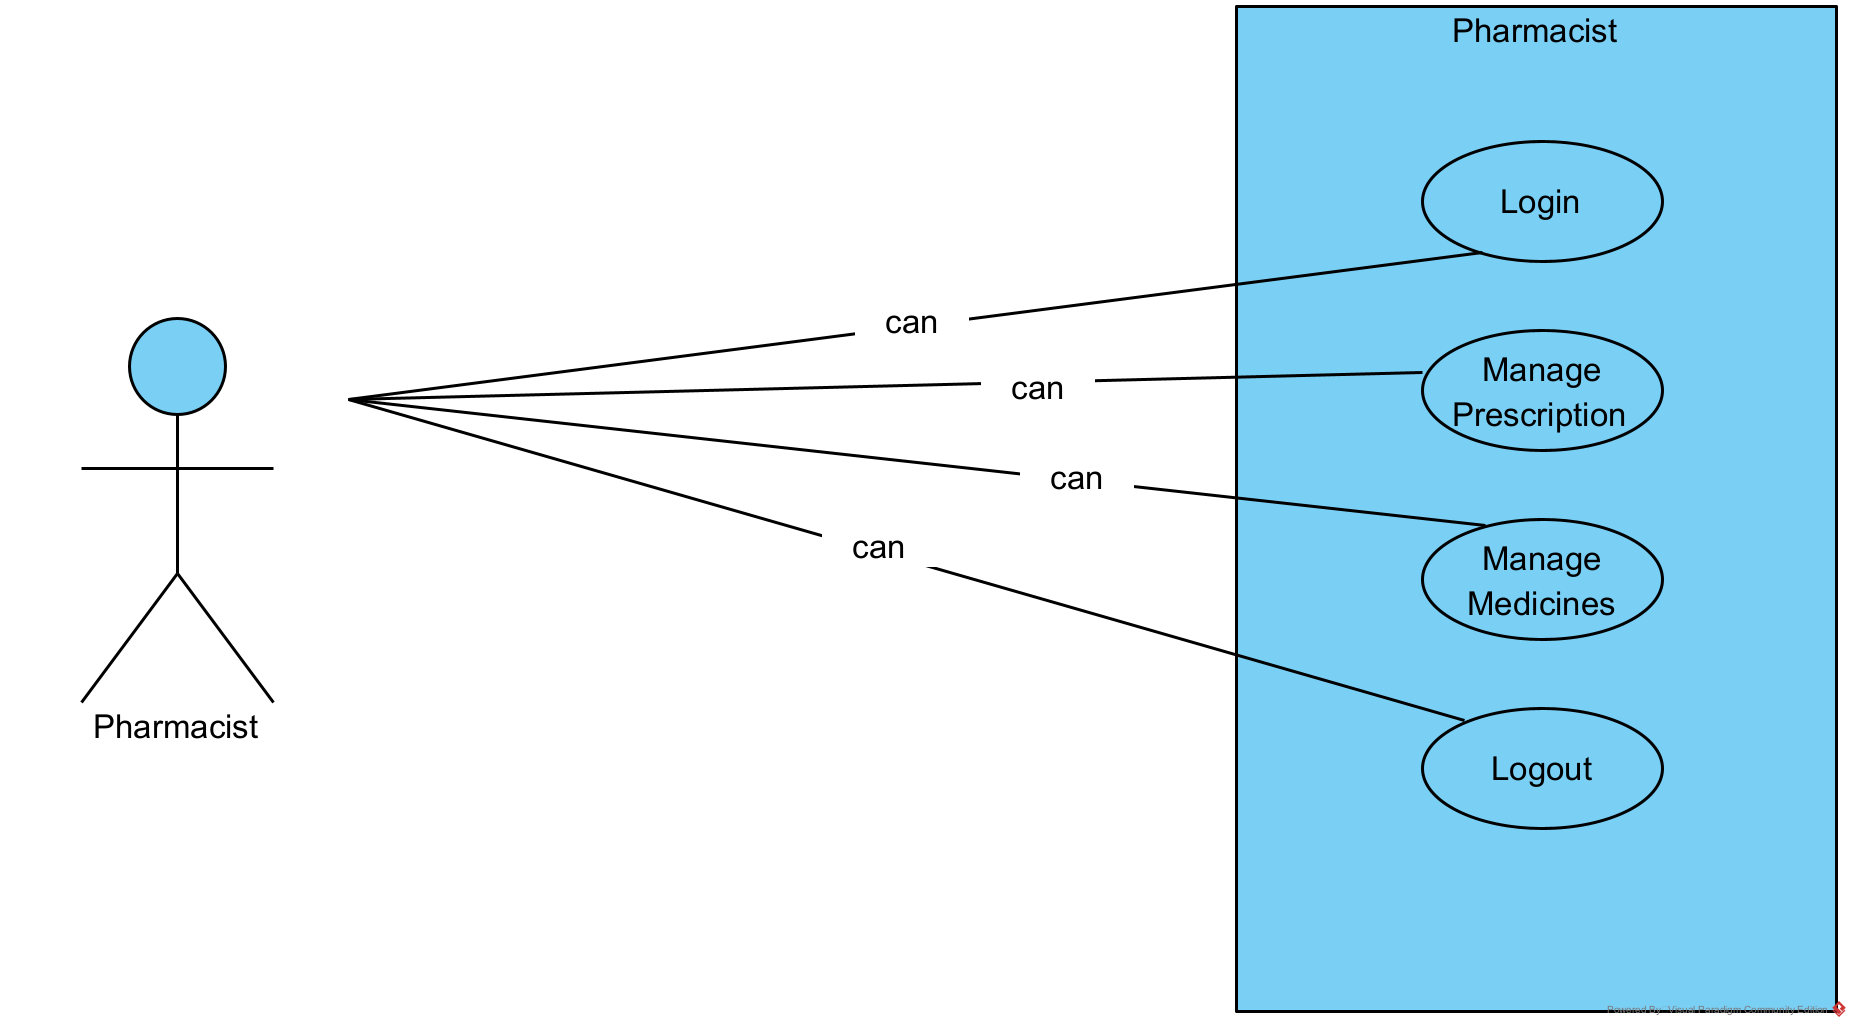 Pharmacist
Login
can
Manage
Prescription
can
can
Manage
Medicines
can
Logout
Pharmacist
Powered By: Visual Paradigm Community Edition